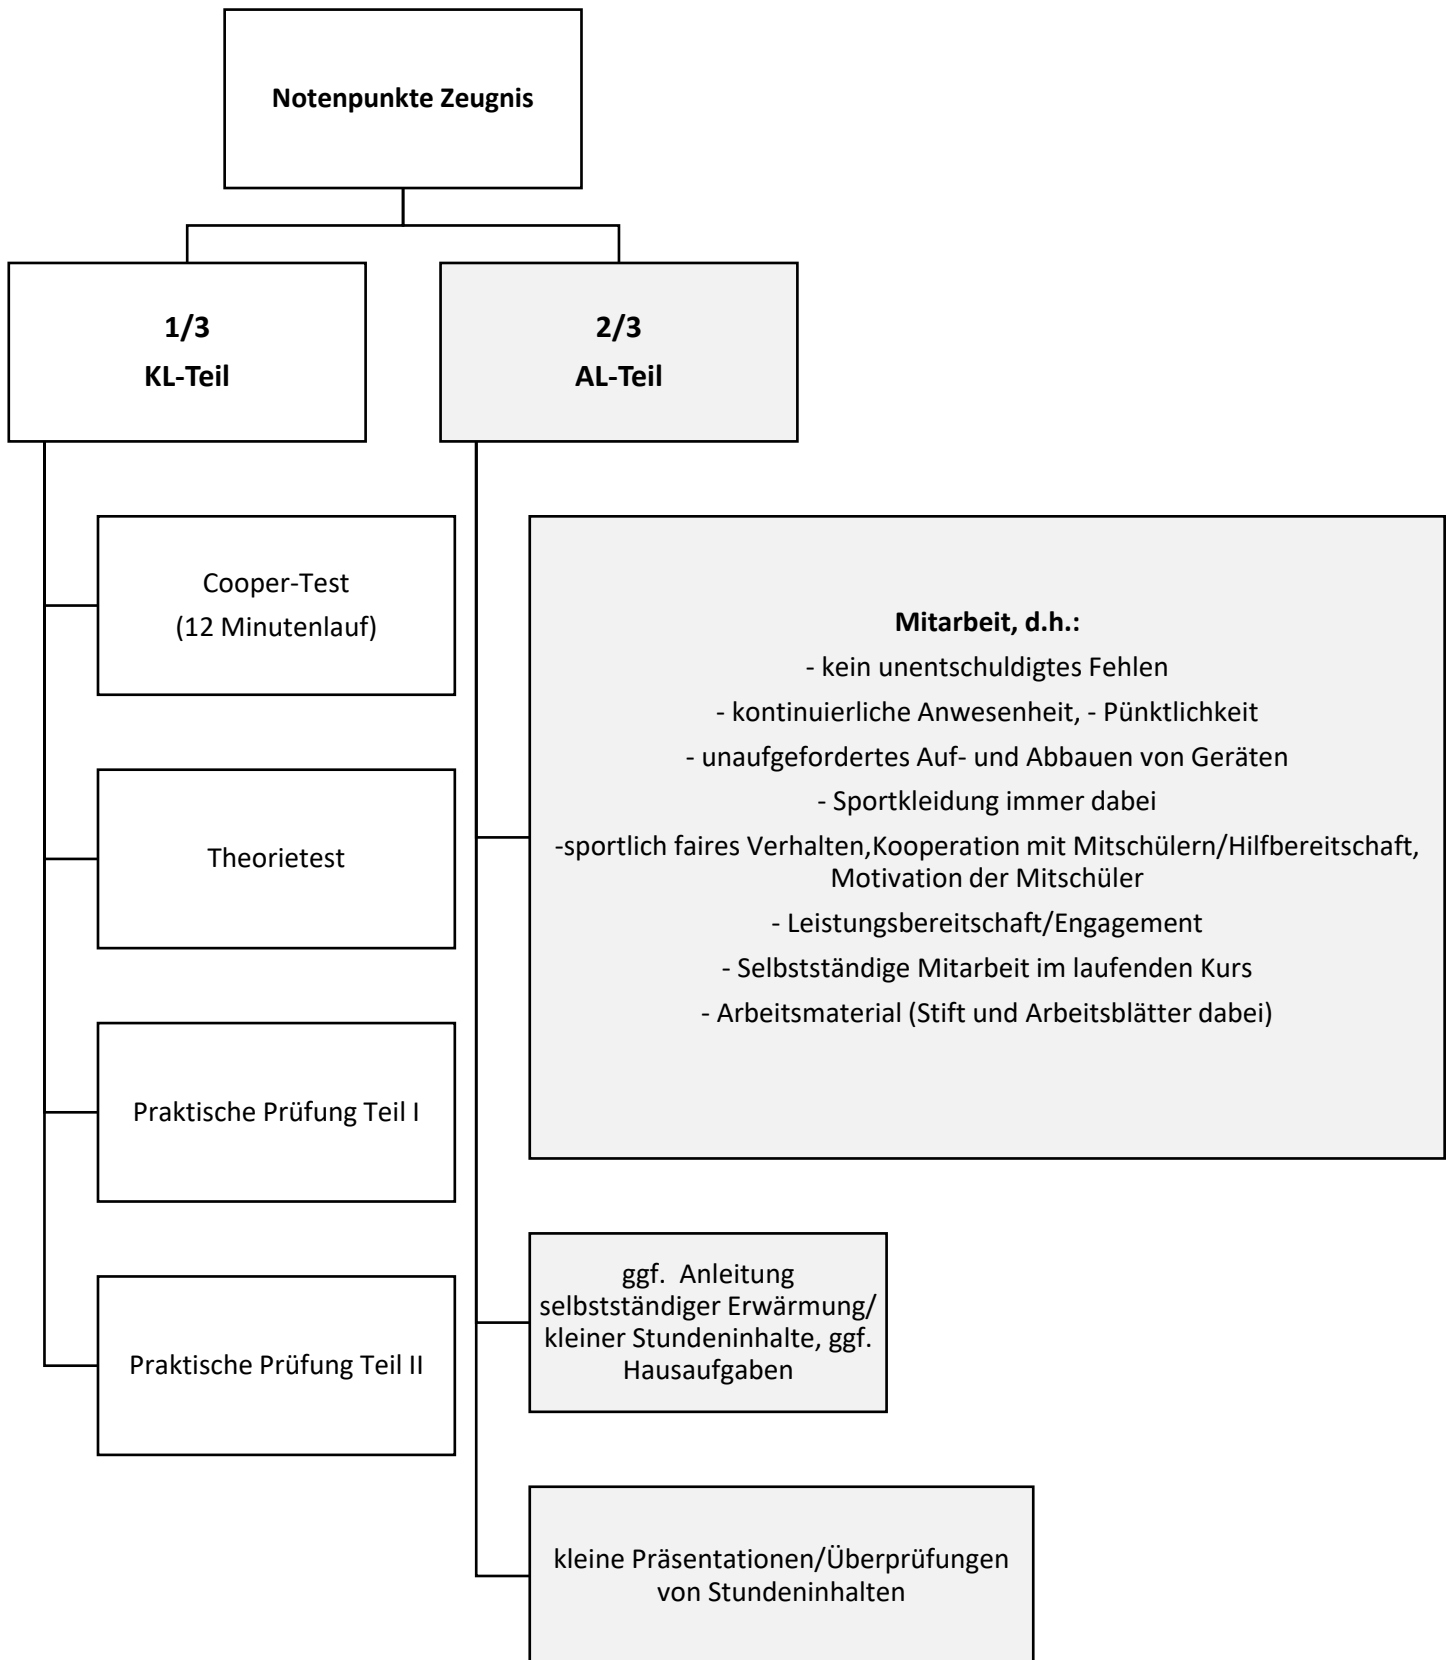 Notenpunkte Zeugnis
1/3
KL-Teil
2/3
AL-Teil
Cooper-Test
(12 Minutenlauf)
Theorietest
Praktische Prüfung Teil I
Praktische Prüfung Teil II
Mitarbeit, d.h.:
- kein unentschuldigtes Fehlen
- kontinuierliche Anwesenheit, - Pünktlichkeit
- unaufgefordertes Auf- und Abbauen von Geräten
- Sportkleidung immer dabei
-sportlich faires Verhalten,Kooperation mit Mitschülern/Hilfbereitschaft,
Motivation der Mitschüler
- Leistungsbereitschaft/Engagement
- Selbstständige Mitarbeit im laufenden Kurs
- Arbeitsmaterial (Stift und Arbeitsblätter dabei)
ggf. Anleitung
selbstständiger Erwärmung/
kleiner Stundeninhalte, ggf.
Hausaufgaben
kleine Präsentationen/Überprüfungen
von Stundeninhalten